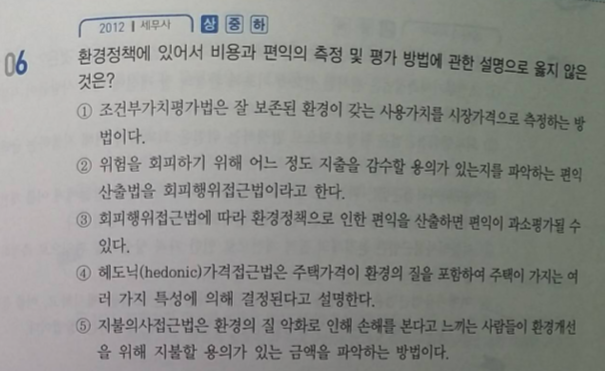 2012 | 세무사 상 중 하
06 환경정책에 있어서 비용과 편익의 측정 및 평가 방법에 관한 설명으로 옳지 않은
것은?
① 조건부가치평가법은 잘 보존된 환경이 갖는 사용가치를 시장가격으로 측정하는 방
법이다.
② 위험을 회피하기 위해 어느 정도 지출을 감수할 용의가 있는지를 파악하는 편익
산출법을 회피행위접근법이라고 한다.
③ 회피행위접근법에 따라 환경정책으로 인한 편익을 산출하면 편익이 과소평가될 수
있다.
④ 헤도닉(hedonic)가격접근법은 주택가격이 환경의 질을 포함하여 주택이 가지는 여
러 가지 특성에 의해 결정된다고 설명한다.
⑤ 지불의사접근법은 환경의 질 악화로 인해 손해를 본다고 느끼는 사람들이 환경개선
을 위해 지불할 용의가 있는 금액을 파악하는 방법이다.